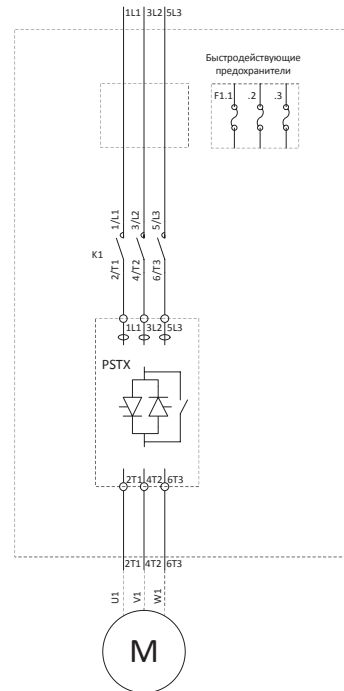 1L1 3L2 5L3
Быстродействующие
предохранители
F1.1 .2 .3
1/L1 3/L2 5/L3
K1
2/T1 4/T2 6/T3
1L1 3L2 5L3
PSTX
2T1 4T2 6T3
2T1 4T2 6T3
U1 V1 W1
M